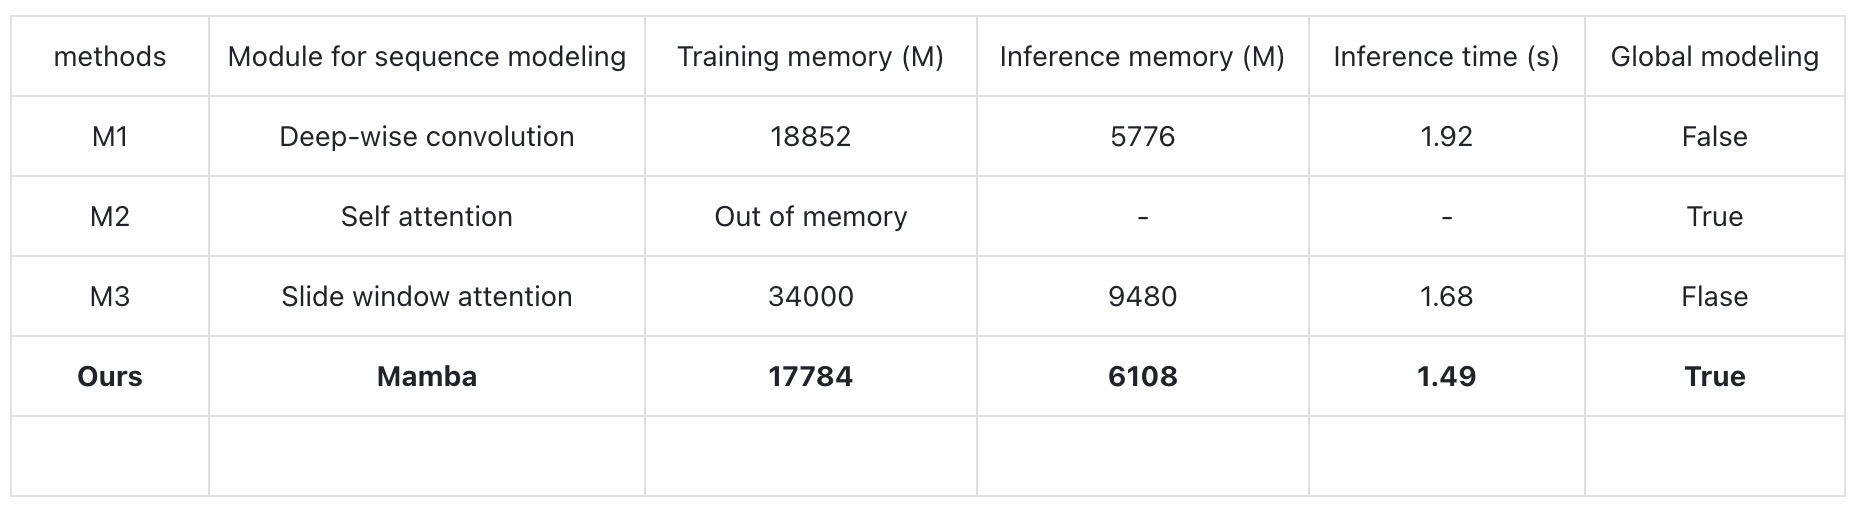 methods Module for sequence modeling Training memory (M) Inference memory (M) Inference time (s) Global modeling
M1 Deep-wise convolution 18852 5776 1.92 False
M2 Self attention Out of memory - - True
M3 Slide window attention 34000 9480 1.68 Flase
Ours Mamba 17784 6108 1.49 True